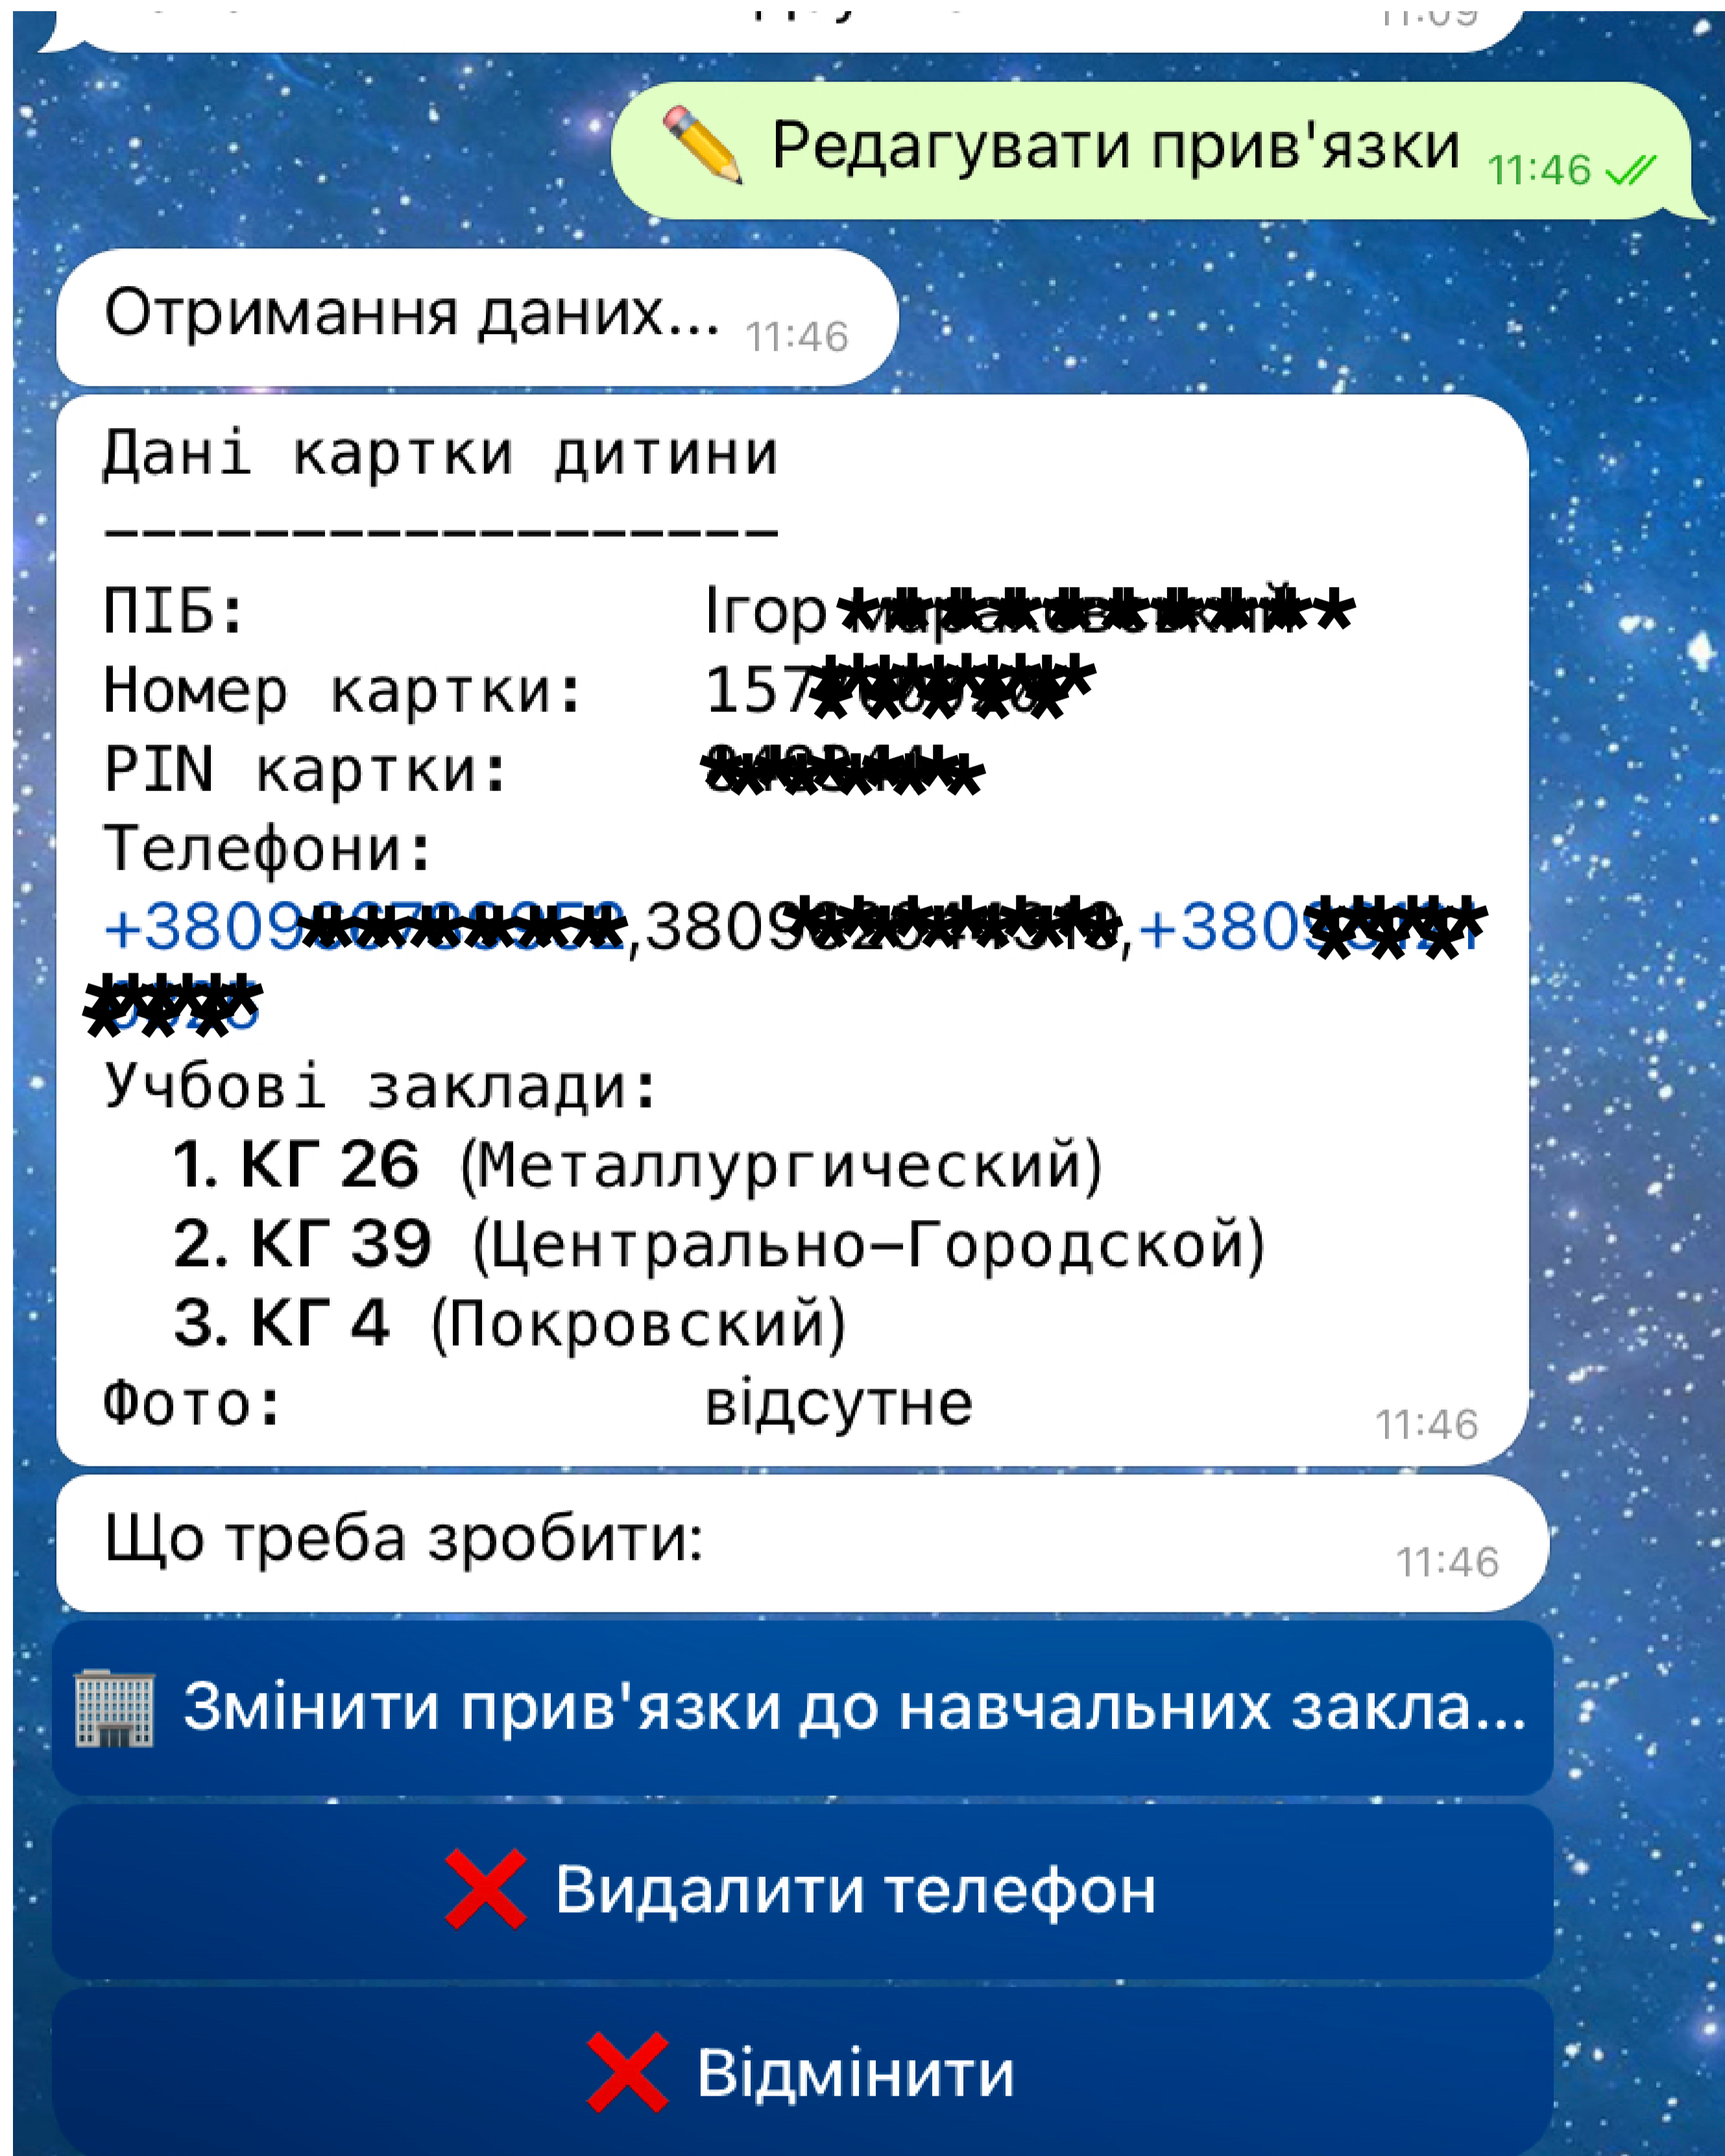 ✏️ Редагувати прив'язки 11:46
Отримання даних... 11:46
Дані картки дитини
------------------
ПІБ: Ігор **********
Номер картки: 157**********
PIN картки: **********
Телефони:
+3809******,3809*******,+380*******
*******
Учбові заклади:
1. КГ 26 (Металлургический)
2. КГ 39 (Центрально-Городской)
3. КГ 4 (Покровский)
Фото: відсутне 11:46
Що треба зробити: 11:46
🏢 Змінити прив'язки до навчальних закла...
❌ Видалити телефон
❌ Відмінити